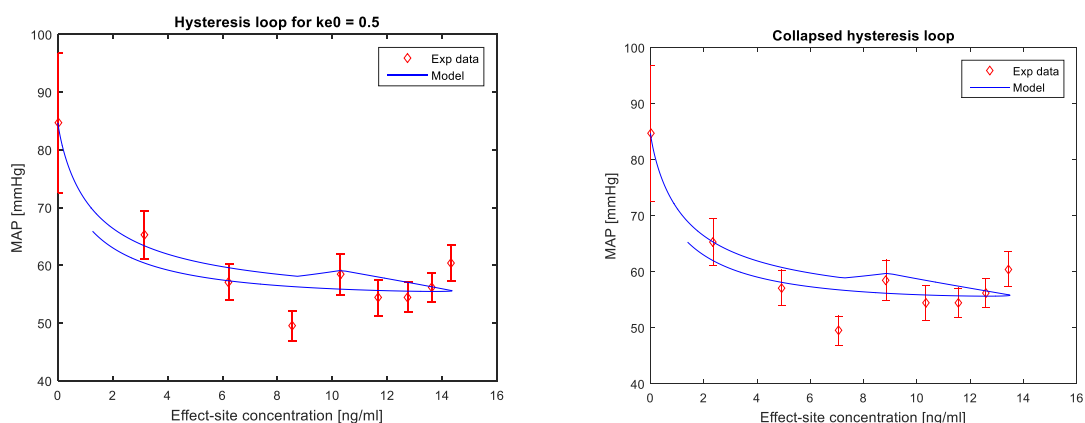 Hysteresis loop for ke0 = 0.5
100
90
80
70
60
50
40
MAP [mmHg]
0 2 4 6 8 10 12 14 16
Effect-site concentration [ng/ml]
Exp data
Model
Collapsed hysteresis loop
100
90
80
70
60
50
40
MAP [mmHg]
0 2 4 6 8 10 12 14 16
Effect-site concentration [ng/ml]
Exp data
Model